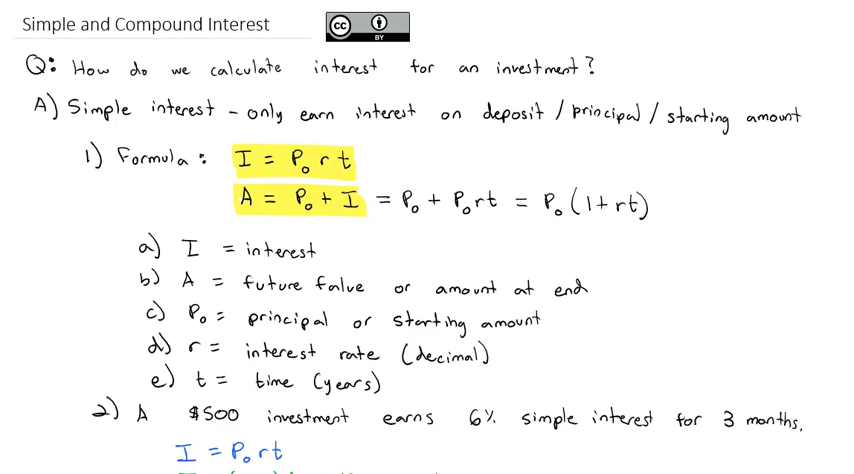 Simple and Compound Interest
cc BY
Q: How do we calculate interest for an investment?
A) Simple interest - only earn interest on deposit / principal / starting amount
1) Formula: I = P₀ r t
A = P₀ + I = P₀ + P₀rt = P₀ (1+rt)
a) I = interest
b) A = future falue or amount at end
c) P₀ = principal or starting amount
d) r = interest rate (decimal)
e) t = time (years)
2) A $500 investment earns 6% simple interest for 3 months.
I = P₀rt